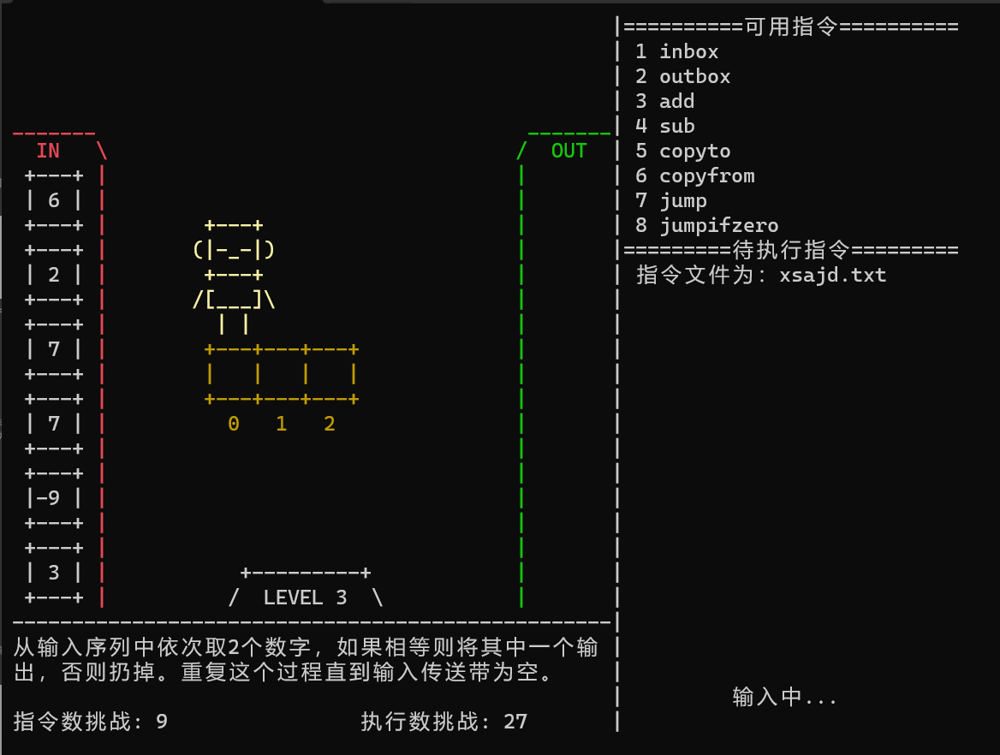 ==========可用指令==========
1 inbox
2 outbox
3 add
4 sub
5 copyto
6 copyfrom
7 jump
8 jumpifzero
=========待执行指令=========
指令文件为: xsajd.txt
输入中...
IN
6
2
7
7
-9
3
OUT
(|-_-|)
/[___]\
0 1 2
LEVEL 3
从输入序列中依次取2个数字, 如果相等则将其中一个输
出, 否则扔掉。重复这个过程直到输入传送带为空。
指令数挑战: 9 执行数挑战: 27